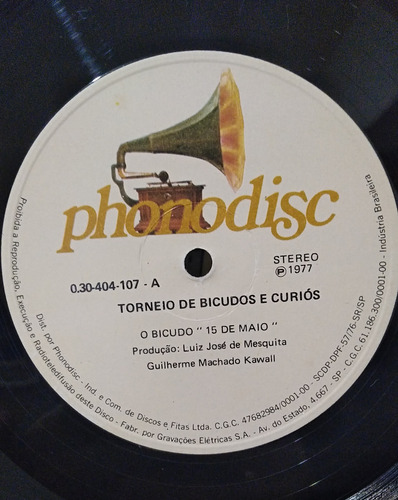 phonodisc
0.30-404-107 - A
STEREO
Ⓟ 1977
TORNEIO DE BICUDOS E CURIÓS
O BICUDO " 15 DE MAIO "
Produção: Luiz José de Mesquita
Guilherme Machado Kawall
Proibida a Reprodução, Execução e Radioteledifusão deste Disco - Fabr. por Gravações Elétricas S.A. - Av. do Estado, 4.667 - SP - C.G.C. 61.186.300/0001-00 - Indústria Brasileira
Dist. por Phonodisc - Ind. e Com. de Discos e Fitas Ltda. C.G.C. 47682984/0001-00 - SCDP-DPF-57/76-SR/SP